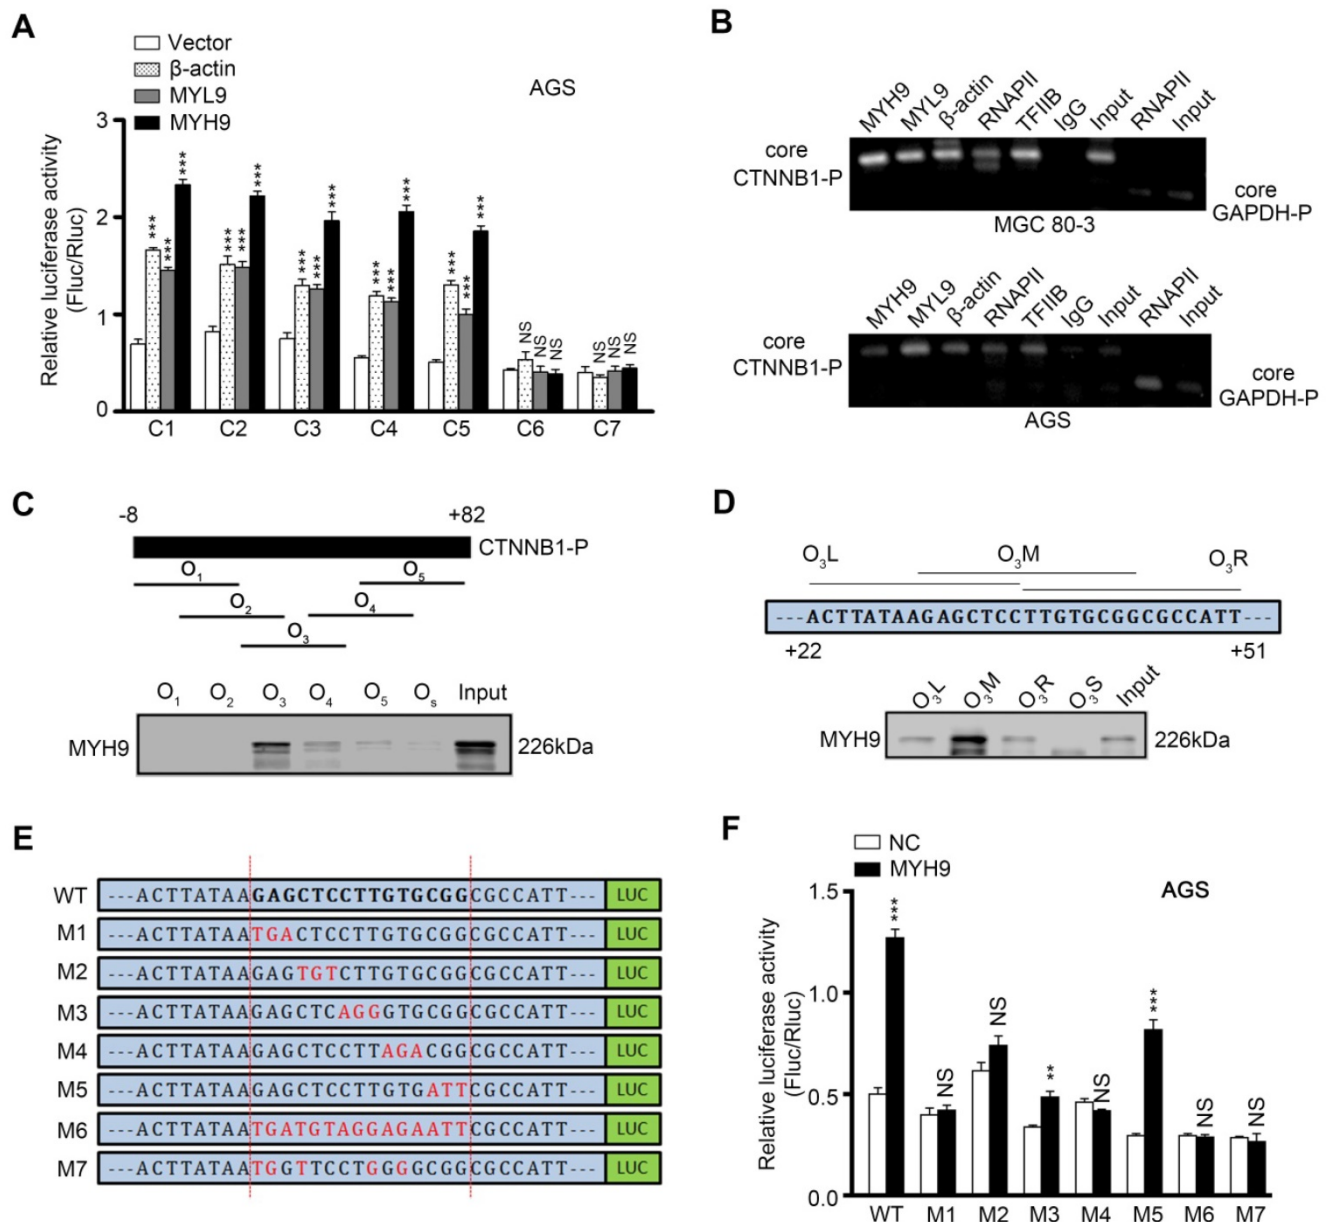 A
Vector
β-actin
MYL9
MYH9
AGS
Relative luciferase activity
(Fluc/Rluc)
3
2
1
0
*** *** ***
*** *** ***
*** *** ***
*** *** ***
*** *** ***
NS NS NS
NS NS NS
C1 C2 C3 C4 C5 C6 C7
B
MYH9 MYL9 β-actin RNAPII TFIIB IgG Input RNAPII Input
core
CTNNB1-P
core
GAPDH-P
MGC 80-3
MYH9 MYL9 β-actin RNAPII TFIIB IgG Input RNAPII Input
core
CTNNB1-P
core
GAPDH-P
AGS
C
-8 +82
CTNNB1-P
O1 O5
O2 O4
O3
O1 O2 O3 O4 O5 Os Input
MYH9 226kDa
D
O3L O3M O3R
---ACTTATAAGAGCTCCTTGTGCGGCGCCATT---
+22 +51
O3L O3M O3R O3S Input
MYH9 226kDa
E
WT ---ACTTATAAGAGCTCCTTGTGCGGCGCCATT--- LUC
M1 ---ACTTATAATGACTCCTTGTGCGGCGCCATT--- LUC
M2 ---ACTTATAAGAGTGTCTTGTGCGGCGCCATT--- LUC
M3 ---ACTTATAAGAGCTCAGGGTGCGGCGCCATT--- LUC
M4 ---ACTTATAAGAGCTCCTTAGACGGCGCCATT--- LUC
M5 ---ACTTATAAGAGCTCCTTGTGATTCGCCATT--- LUC
M6 ---ACTTATAATGATGTAGGAGAATTCGCCATT--- LUC
M7 ---ACTTATAATGGTTCCTGGGGCGGCGCCATT--- LUC
F
NC
MYH9
AGS
Relative luciferase activity
(Fluc/Rluc)
1.5
1.0
0.5
0.0
*** NS NS ** NS *** NS NS
WT M1 M2 M3 M4 M5 M6 M7